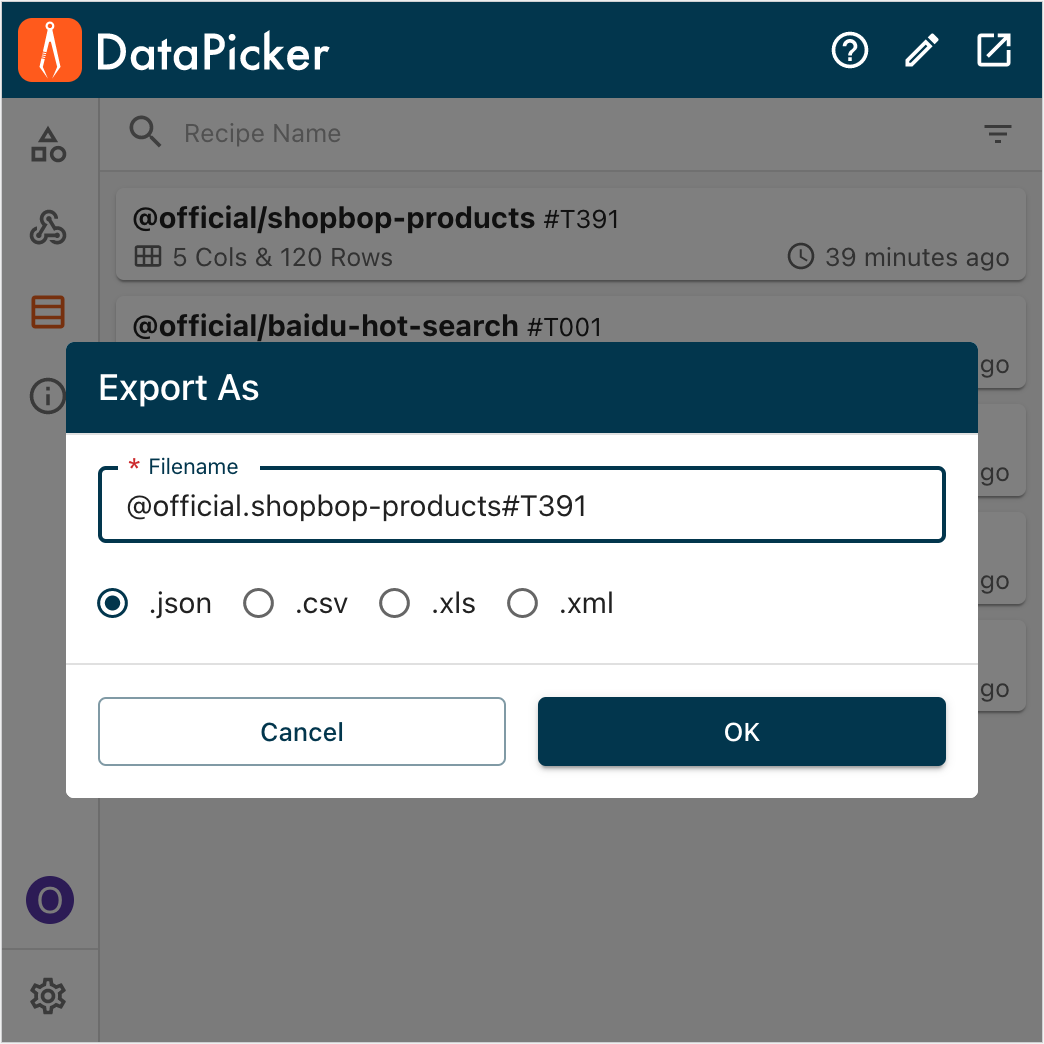 DataPicker
Recipe Name
@official/shopbop-products #T391
5 Cols & 120 Rows
39 minutes ago
@official/baidu-hot-search #T001
go
Export As
* Filename
@official.shopbop-products#T391
go
.json .csv .xls .xml
go
go
Cancel OK
O